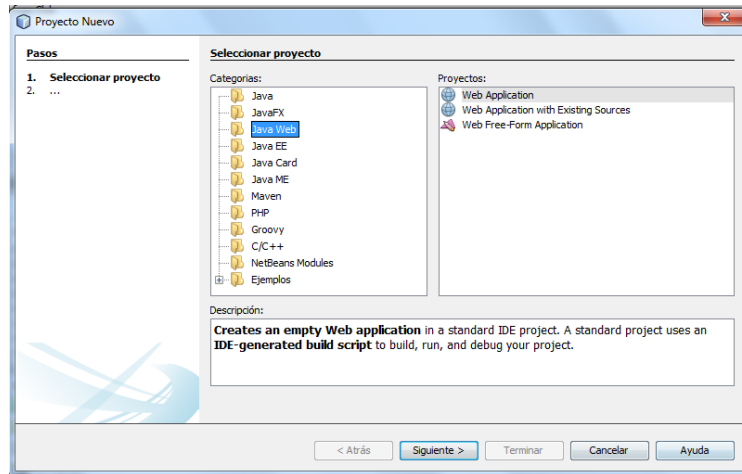 Proyecto Nuevo
Pasos
1. Seleccionar proyecto
2. ...
Seleccionar proyecto
Categorias:
Java
JavaFX
Java Web
Java EE
Java Card
Java ME
Maven
PHP
Groovy
C/C++
NetBeans Modules
Ejemplos
Proyectos:
Web Application
Web Application with Existing Sources
Web Free-Form Application
Descripción:
Creates an empty Web application in a standard IDE project. A standard project uses an
IDE-generated build script to build, run, and debug your project.
< Atrás Siguiente > Terminar Cancelar Ayuda